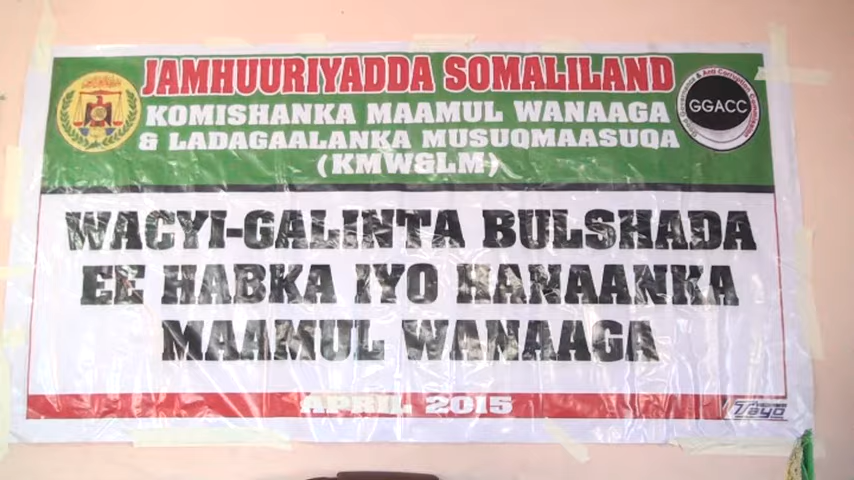 JAMHUURIYADDA SOMALILAND
KOMISHANKA MAAMUL WANAAGA
& LADAGAALANKA MUSUQMAASUQA
(KMW&LM)
GGACC
WACYI-GALINTA BULSHADA
EE HABKA IYO HANAANKA
MAAMUL WANAAGA
APRIL, 2015
Tayo